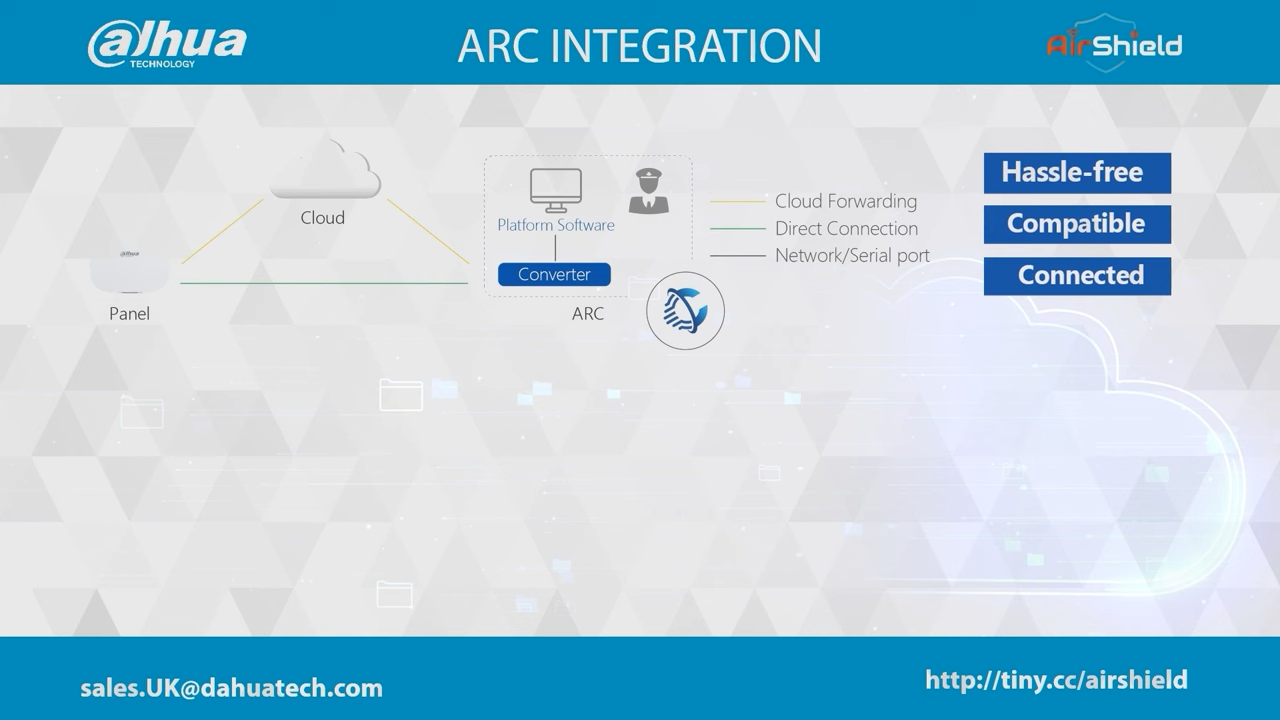 alhua
TECHNOLOGY
ARC INTEGRATION
AirShield
Cloud
Panel
Platform Software
Converter
ARC
Cloud Forwarding
Direct Connection
Network/Serial port
Hassle-free
Compatible
Connected
sales.UK@dahuatech.com
http://tiny.cc/airshield